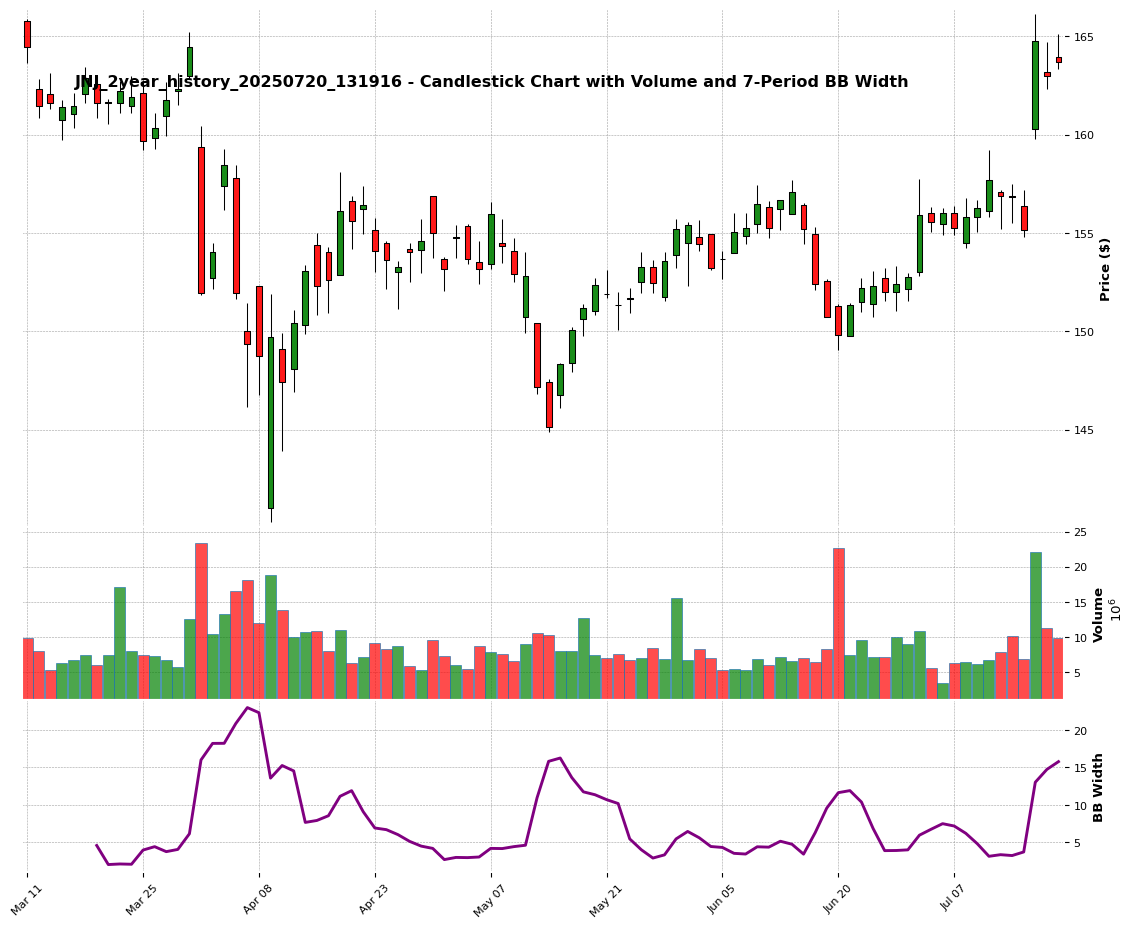 JNJ_2year_history_20250720_131916 - Candlestick Chart with Volume and 7-Period BB Width
165
160
155
150
145
Price ($)
25
20
15
10
5
Volume
10^6
20
15
10
5
BB Width
Mar 11
Mar 25
Apr 08
Apr 23
May 07
May 21
Jun 05
Jun 20
Jul 07